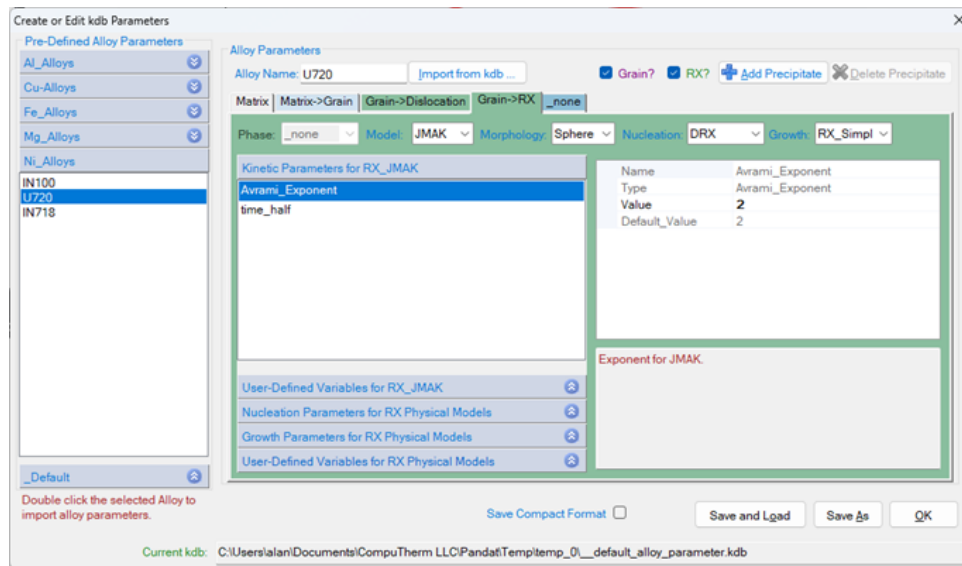 Create or Edit kdb Parameters
Pre-Defined Alloy Parameters
Al_Alloys
Cu-Alloys
Fe_Alloys
Mg_Alloys
Ni_Alloys
IN100
U720
IN718
_Default
Double click the selected Alloy to
import alloy parameters.
Alloy Parameters
Alloy Name: U720 Import from kdb ... Grain? RX? Add Precipitate Delete Precipitate
Matrix Matrix->Grain Grain->Dislocation Grain->RX _none
Phase: _none Model: JMAK Morphology: Sphere Nucleation: DRX Growth: RX_Simpl
Kinetic Parameters for RX_JMAK
Avrami_Exponent
time_half
User-Defined Variables for RX_JMAK
Nucleation Parameters for RX Physical Models
Growth Parameters for RX Physical Models
User-Defined Variables for RX Physical Models
Name Avrami_Exponent
Type Avrami_Exponent
Value 2
Default_Value 2
Exponent for JMAK.
Save Compact Format Save and Load Save As OK
Current kdb: C:\Users\alan\Documents\CompuTherm LLC\Pandat\Temp\temp_0\__default_alloy_parameter.kdb